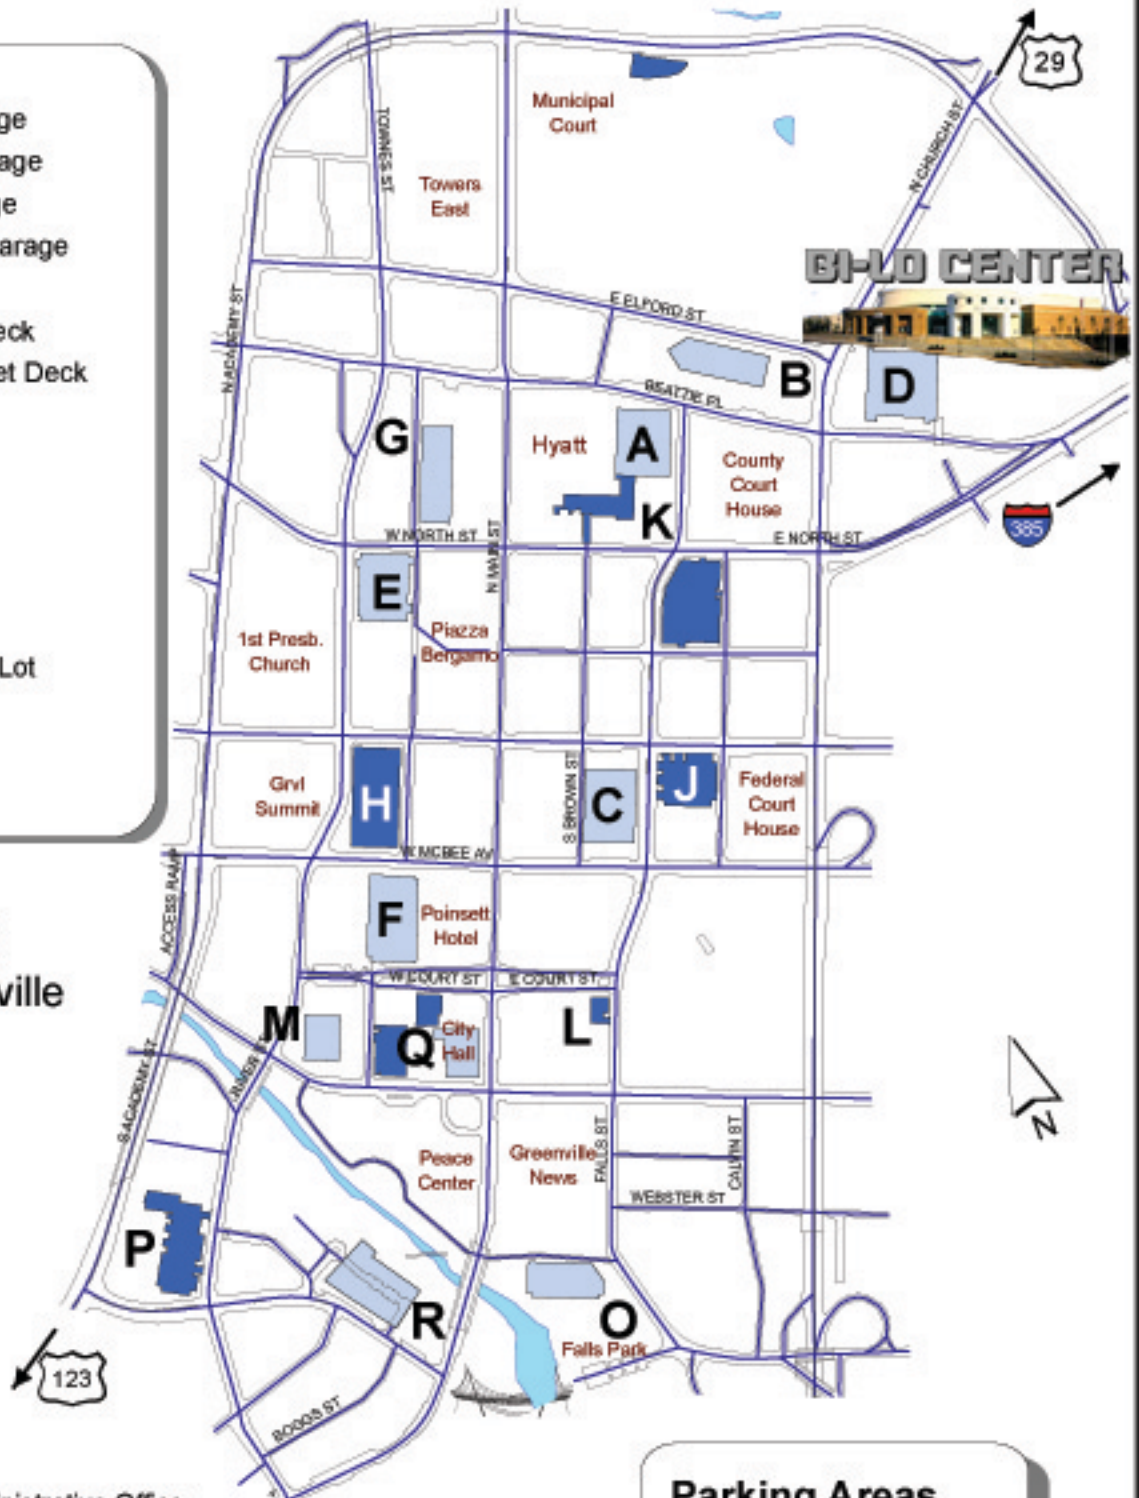 29
ge
age
ge
arage
eck
et Deck
Lot
ville
Municipal
Court
TOWNES ST
N CHURCH ST
Towers
East
BI-LO CENTER
N ACADEMY ST
E ELFORD ST
B
D
BEATTIE PL
G
Hyatt
A
County
Court
House
K
385
W NORTH ST
N MAIN ST
E NORTH ST
E
Piazza
Bergamo
1st Presb.
Church
Grvl
Summit
H
S BROWN ST
C
J
Federal
Court
House
W MCBEE AV
ACCESS RAMP
F
Poinsett
Hotel
W COURT ST
E COURT ST
M
Q
City
Hall
L
RIVER ST
S ACADEMY ST
N
Peace
Center
Greenville
News
FALLS ST
CALVIN ST
WEBSTER ST
P
R
O
Falls Park
123
BOGGS ST
Parking Areas